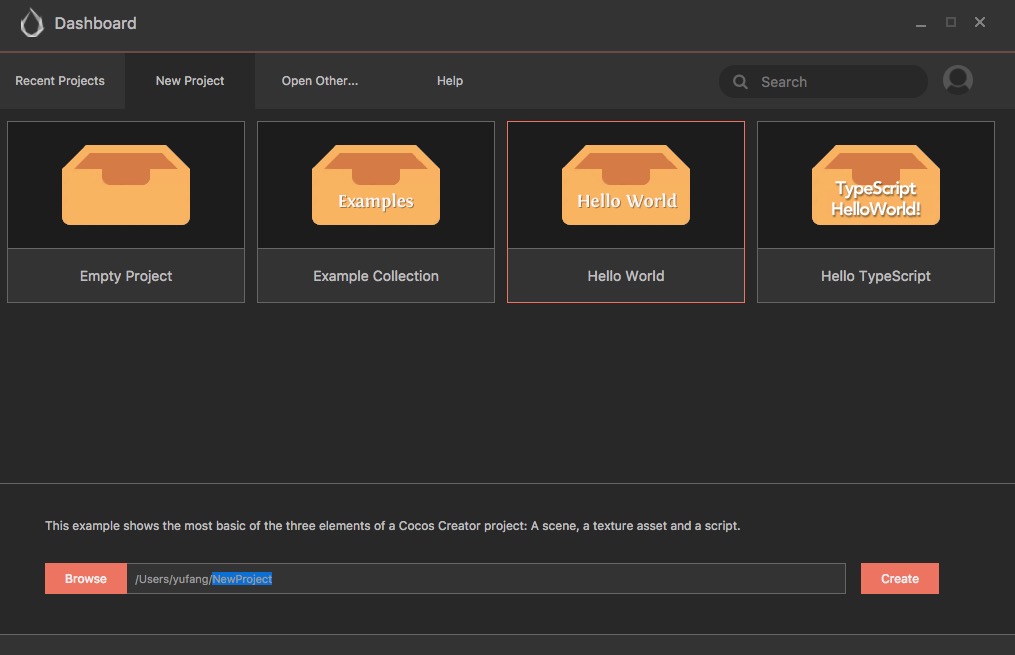 Dashboard
Recent Projects
New Project
Open Other...
Help
Search
Examples
Hello World
TypeScript
HelloWorld!
Empty Project
Example Collection
Hello World
Hello TypeScript
This example shows the most basic of the three elements of a Cocos Creator project: A scene, a texture asset and a script.
Browse
/Users/yufang/NewProject
Create